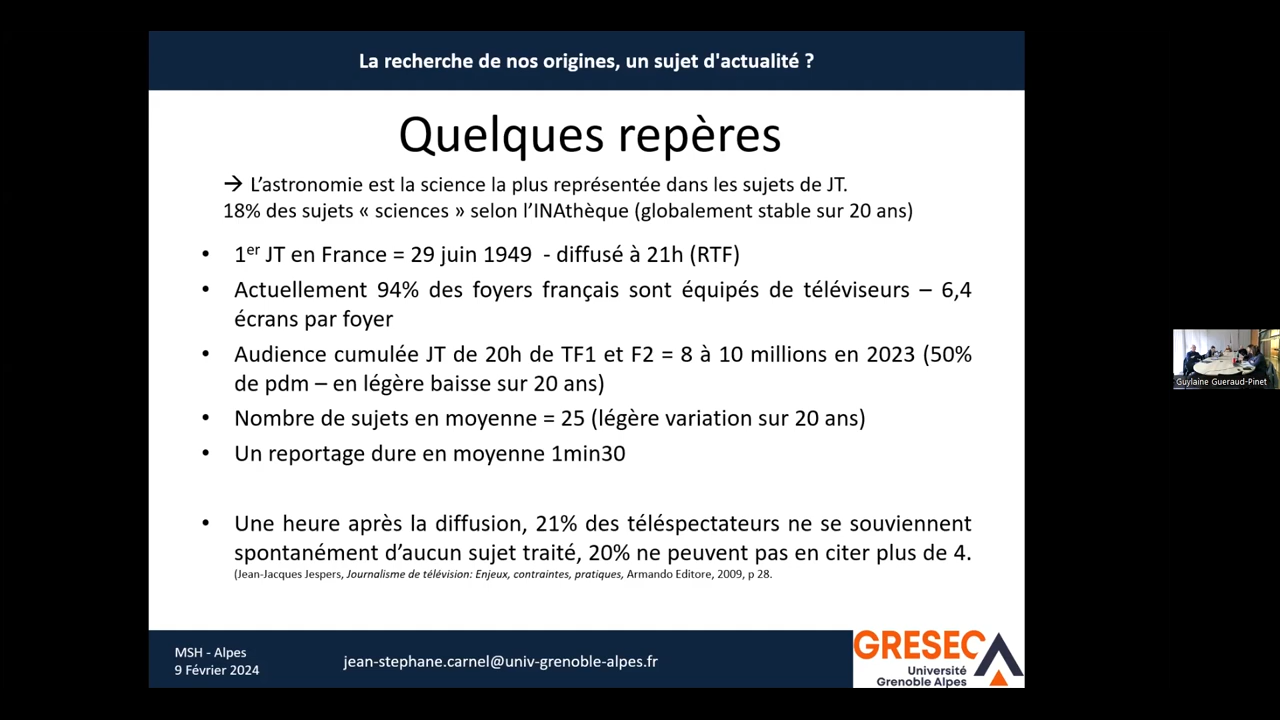 La recherche de nos origines, un sujet d'actualité ?
Quelques repères
→ L'astronomie est la science la plus représentée dans les sujets de JT.
18% des sujets « sciences » selon l'INAthèque (globalement stable sur 20 ans)
• 1er JT en France = 29 juin 1949 - diffusé à 21h (RTF)
• Actuellement 94% des foyers français sont équipés de téléviseurs – 6,4
écrans par foyer
• Audience cumulée JT de 20h de TF1 et F2 = 8 à 10 millions en 2023 (50%
de pdm – en légère baisse sur 20 ans)
• Nombre de sujets en moyenne = 25 (légère variation sur 20 ans)
• Un reportage dure en moyenne 1min30
• Une heure après la diffusion, 21% des téléspectateurs ne se souviennent
spontanément d'aucun sujet traité, 20% ne peuvent pas en citer plus de 4.
(Jean-Jacques Jespers, Journalisme de télévision: Enjeux, contraintes, pratiques, Armando Editore, 2009, p 28.
MSH - Alpes
9 Février 2024
jean-stephane.carnel@univ-grenoble-alpes.fr
GRESEC
Université
Grenoble Alpes
Guylaine Gueraud-Pinet